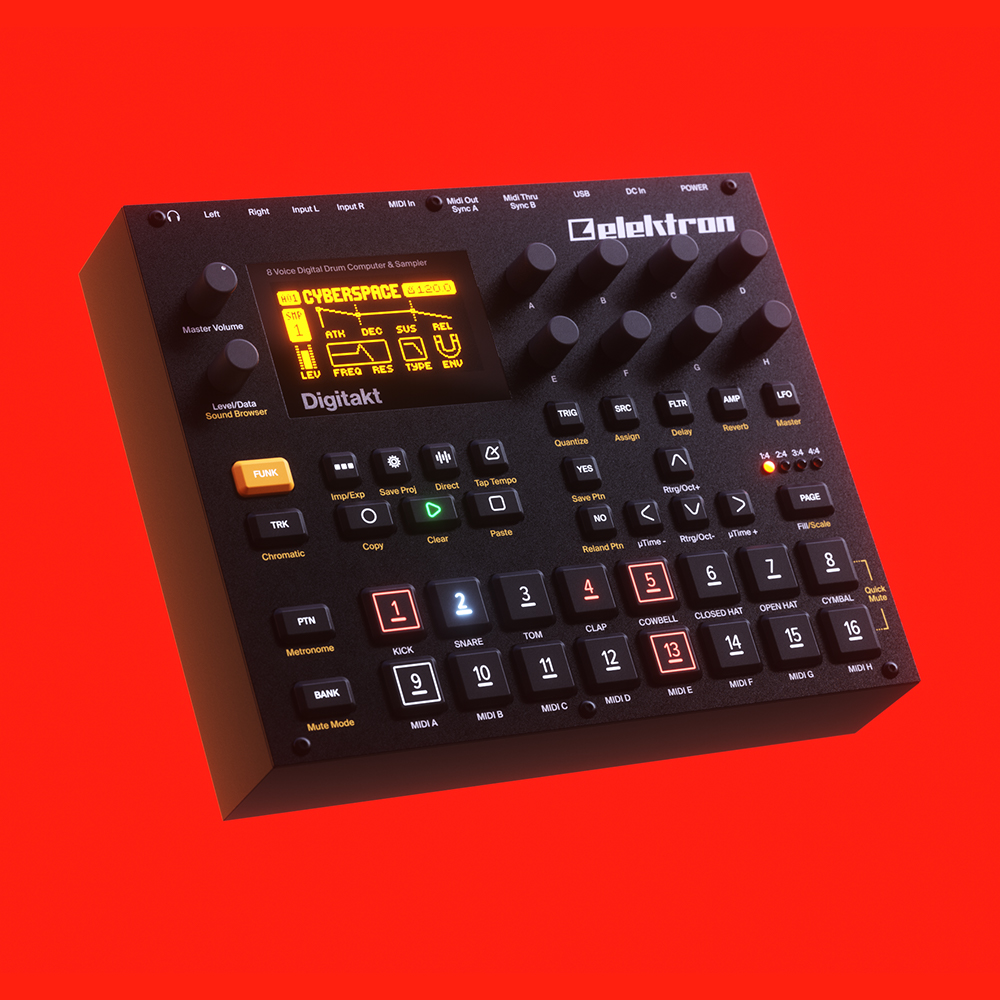 Left
Right
Input L
Input R
MIDI In
Midi Out
Sync A
Midi Thru
Sync B
USB
DC In
POWER
elektron
8 Voice Digital Drum Computer & Sampler
H01 CYBERSPACE 120.0
SMP
1
ATK DEC SUS REL
LEV FREQ RES TYPE ENV
Digitakt
Master Volume
Level/Data
Sound Browser
A
B
C
D
E
F
G
H
TRIG
SRC
FLTR
AMP
LFO
Quantize
Assign
Delay
Reverb
Master
FUNK
Imp/Exp
Save Proj
Direct
Tap Tempo
YES
Save Ptn
Rtrg/Oct+
1:4 2:4 3:4 4:4
TRK
Chromatic
Copy
Clear
Paste
NO
Reland Ptn
µTime -
Rtrg/Oct-
µTime +
PAGE
Fill/Scale
PTN
Metronome
1
2
3
4
5
6
7
8
KICK
SNARE
TOM
CLAP
COWBELL
CLOSED HAT
OPEN HAT
CYMBAL
Quick
Mute
BANK
Mute Mode
9
10
11
12
13
14
15
16
MIDI A
MIDI B
MIDI C
MIDI D
MIDI E
MIDI F
MIDI G
MIDI H